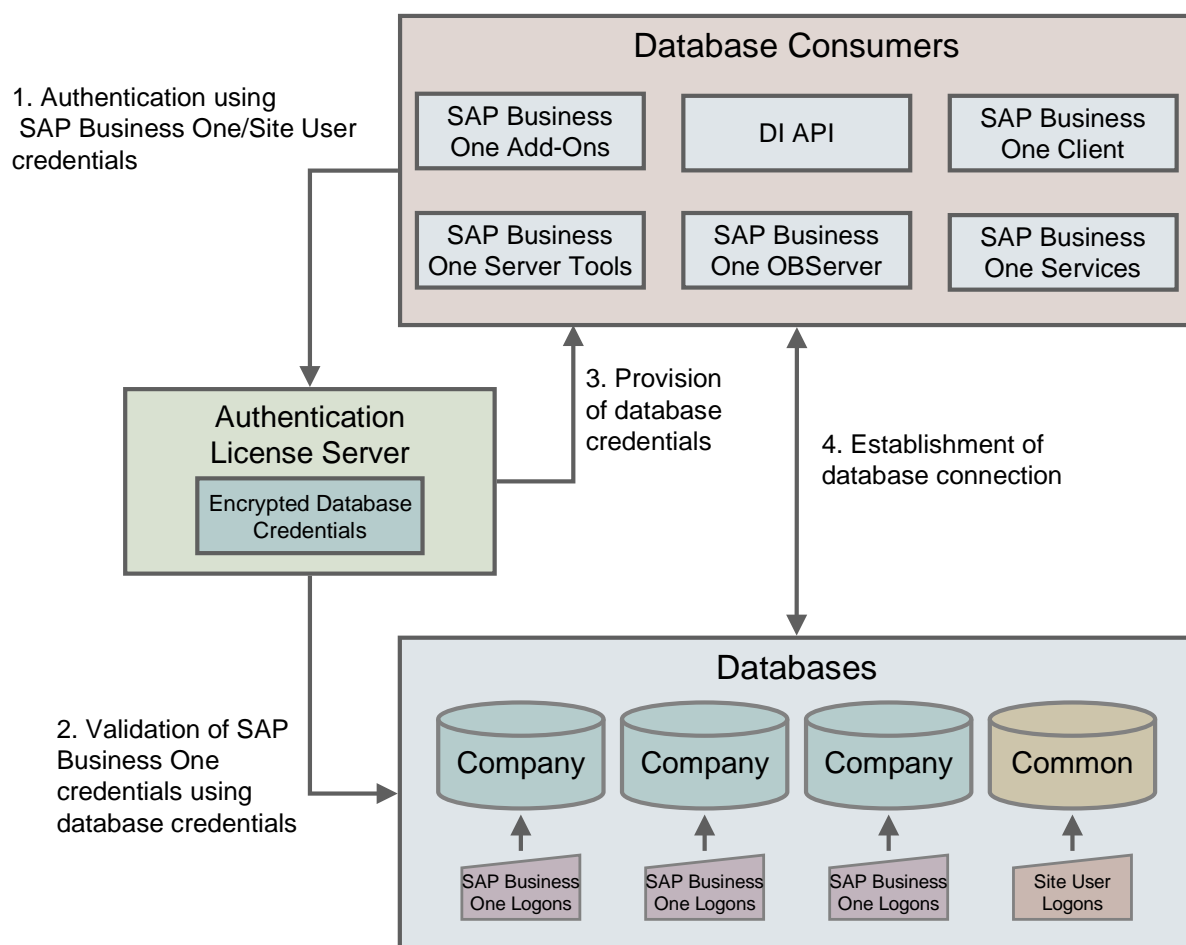 Database Consumers
1. Authentication using
SAP Business One/Site User
credentials
SAP Business
One Add-Ons
DI API
SAP Business
One Client
SAP Business
One Server Tools
SAP Business
One OBServer
SAP Business
One Services
3. Provision
of database
credentials
Authentication
License Server
Encrypted Database
Credentials
4. Establishment of
database connection
2. Validation of SAP
Business One
credentials using
database credentials
Databases
Company
Company
Company
Common
SAP Business
One Logons
SAP Business
One Logons
SAP Business
One Logons
Site User
Logons